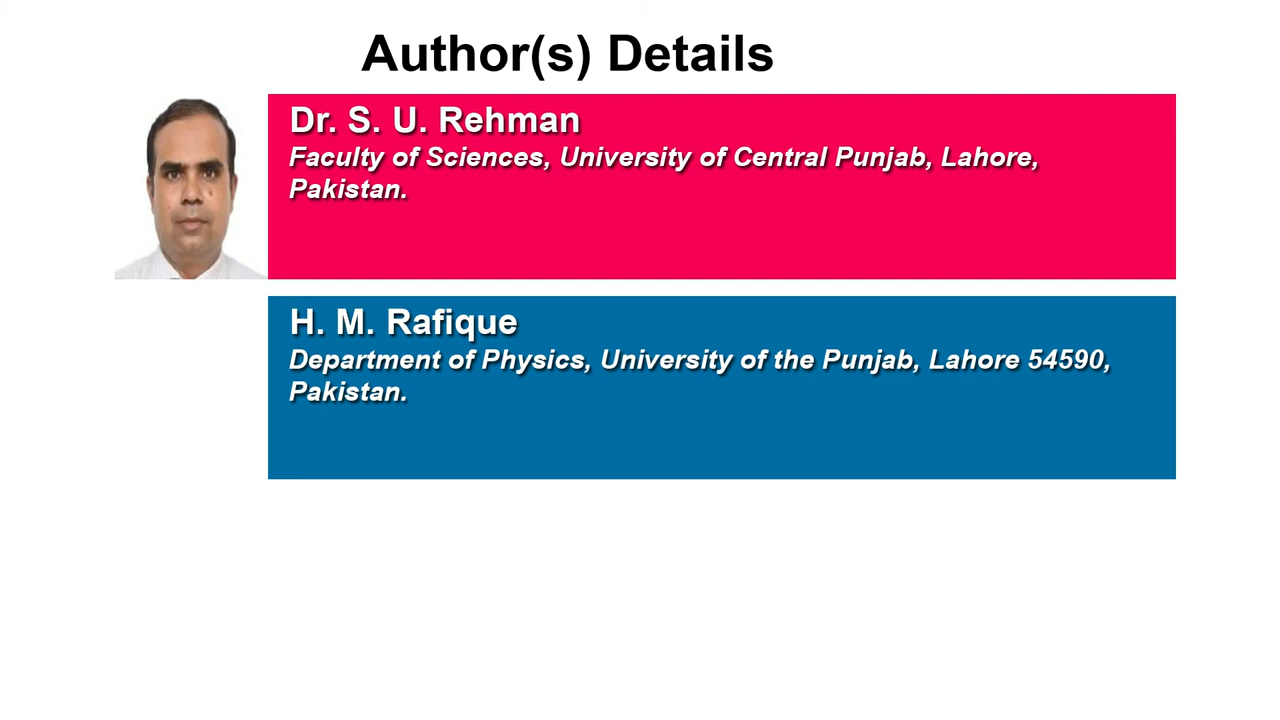 Author(s) Details
Dr. S. U. Rehman
Faculty of Sciences, University of Central Punjab, Lahore,
Pakistan.
H. M. Rafique
Department of Physics, University of the Punjab, Lahore 54590,
Pakistan.